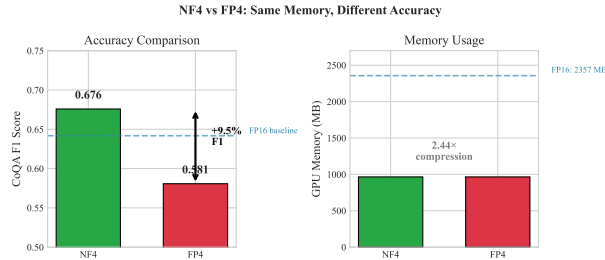 NF4 vs FP4: Same Memory, Different Accuracy
Accuracy Comparison
CoQA F1 Score
0.75
0.70
0.65
0.60
0.55
0.50
0.676
0.581
+9.5%
F1
FP16 baseline
NF4
FP4
Memory Usage
GPU Memory (MB)
2500
2000
1500
1000
500
0
FP16: 2357 ME
2.44×
compression
NF4
FP4